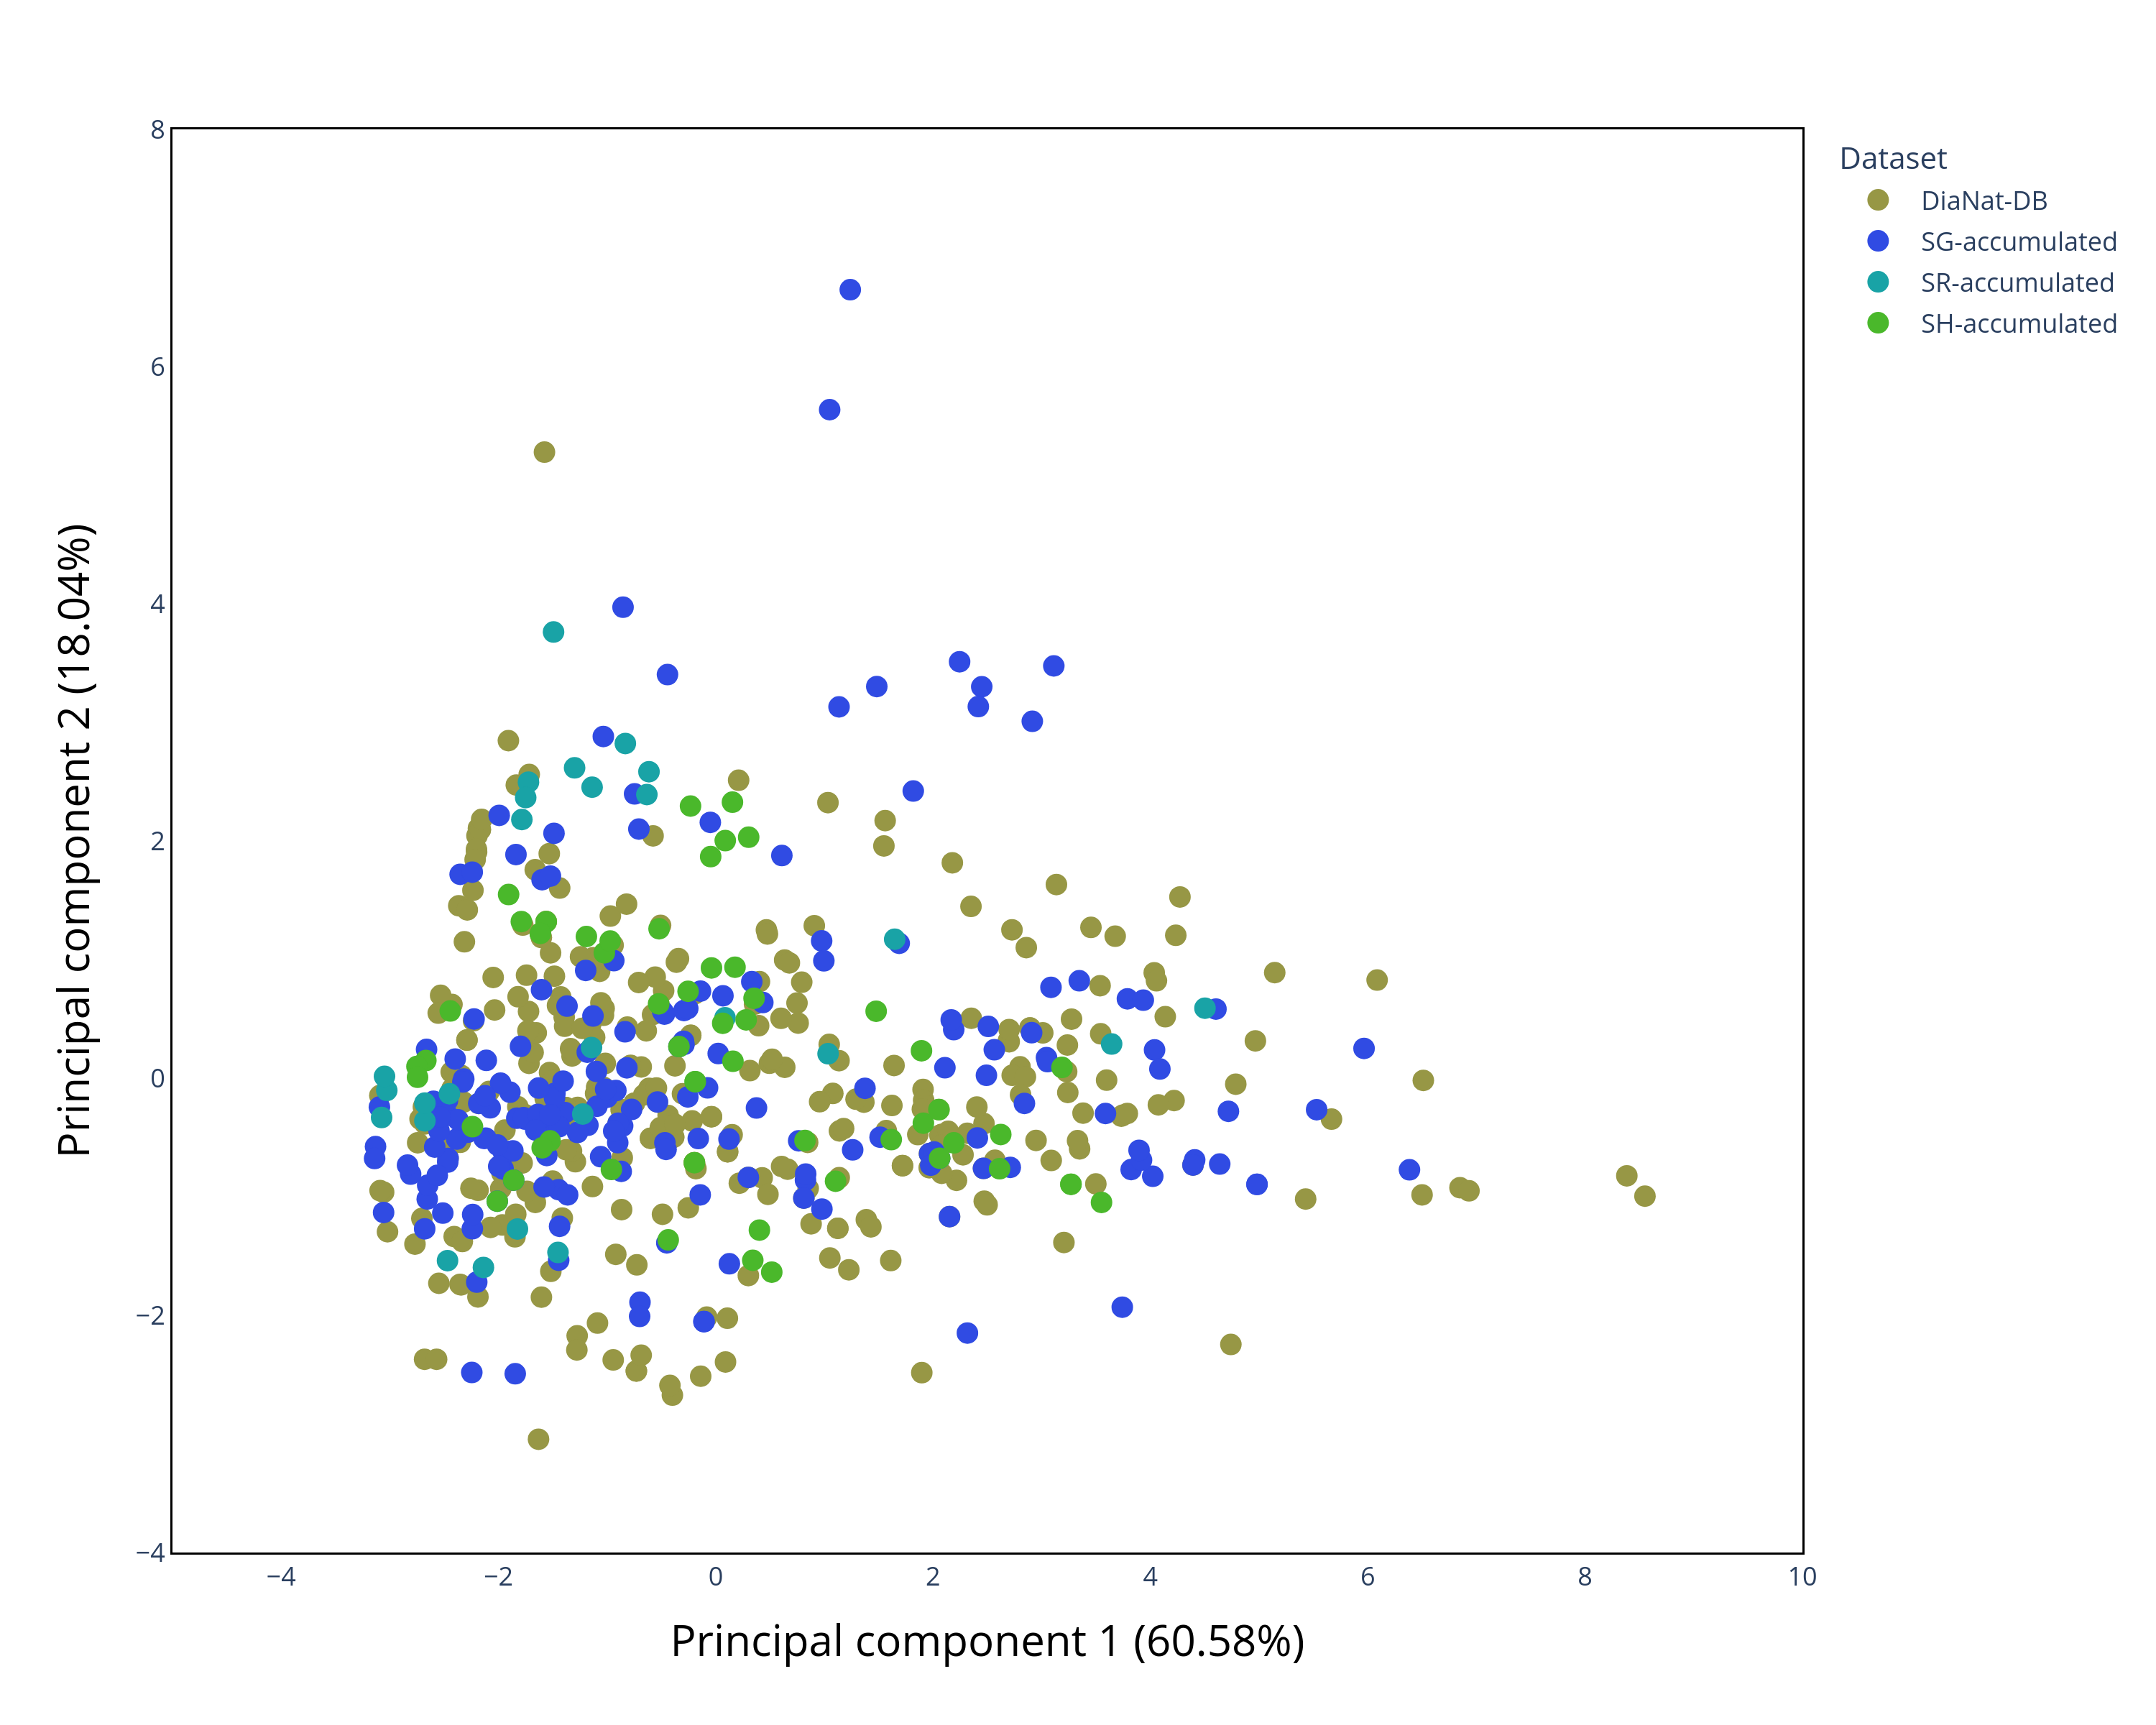 Dataset
DiaNat-DB
SG-accumulated
SR-accumulated
SH-accumulated
Principal component 2 (18.04%)
8
6
4
2
0
−2
−4
−4 −2 0 2 4 6 8 10
Principal component 1 (60.58%)